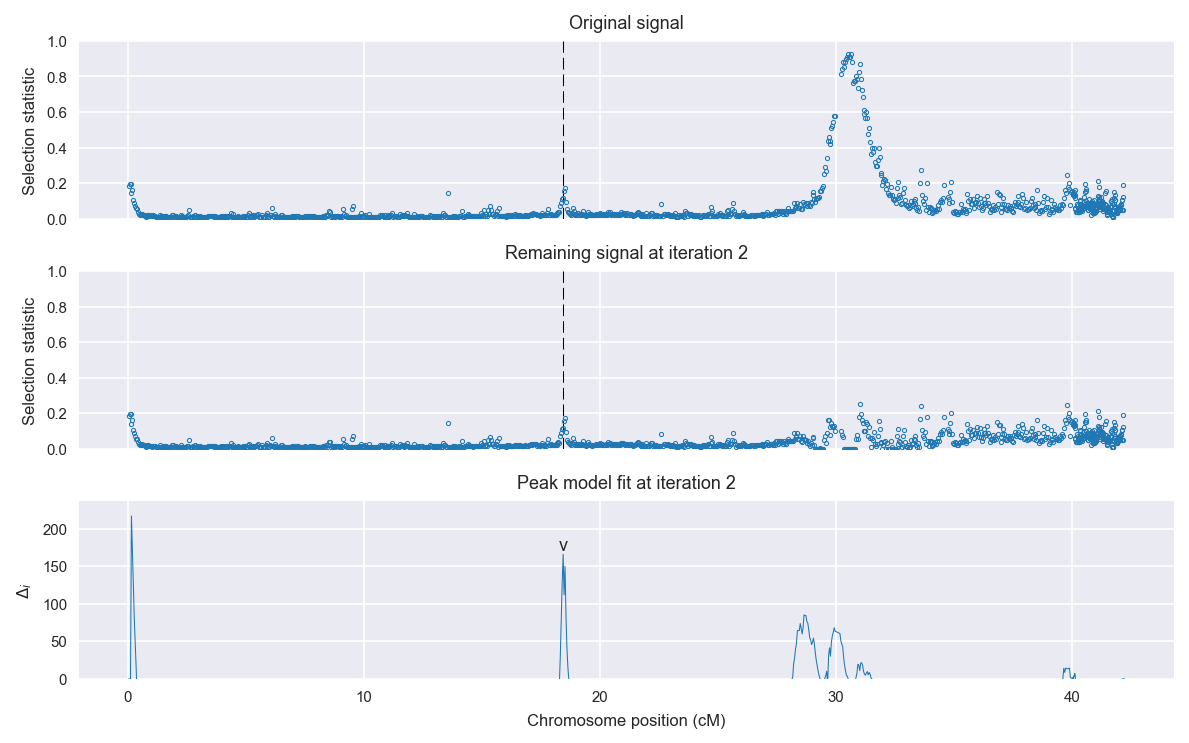 Original signal
1.0
0.8
0.6
0.4
0.2
0.0
Selection statistic
Remaining signal at iteration 2
1.0
0.8
0.6
0.4
0.2
0.0
Selection statistic
Peak model fit at iteration 2
200
150
100
50
0
Δi
v
0 10 20 30 40
Chromosome position (cM)